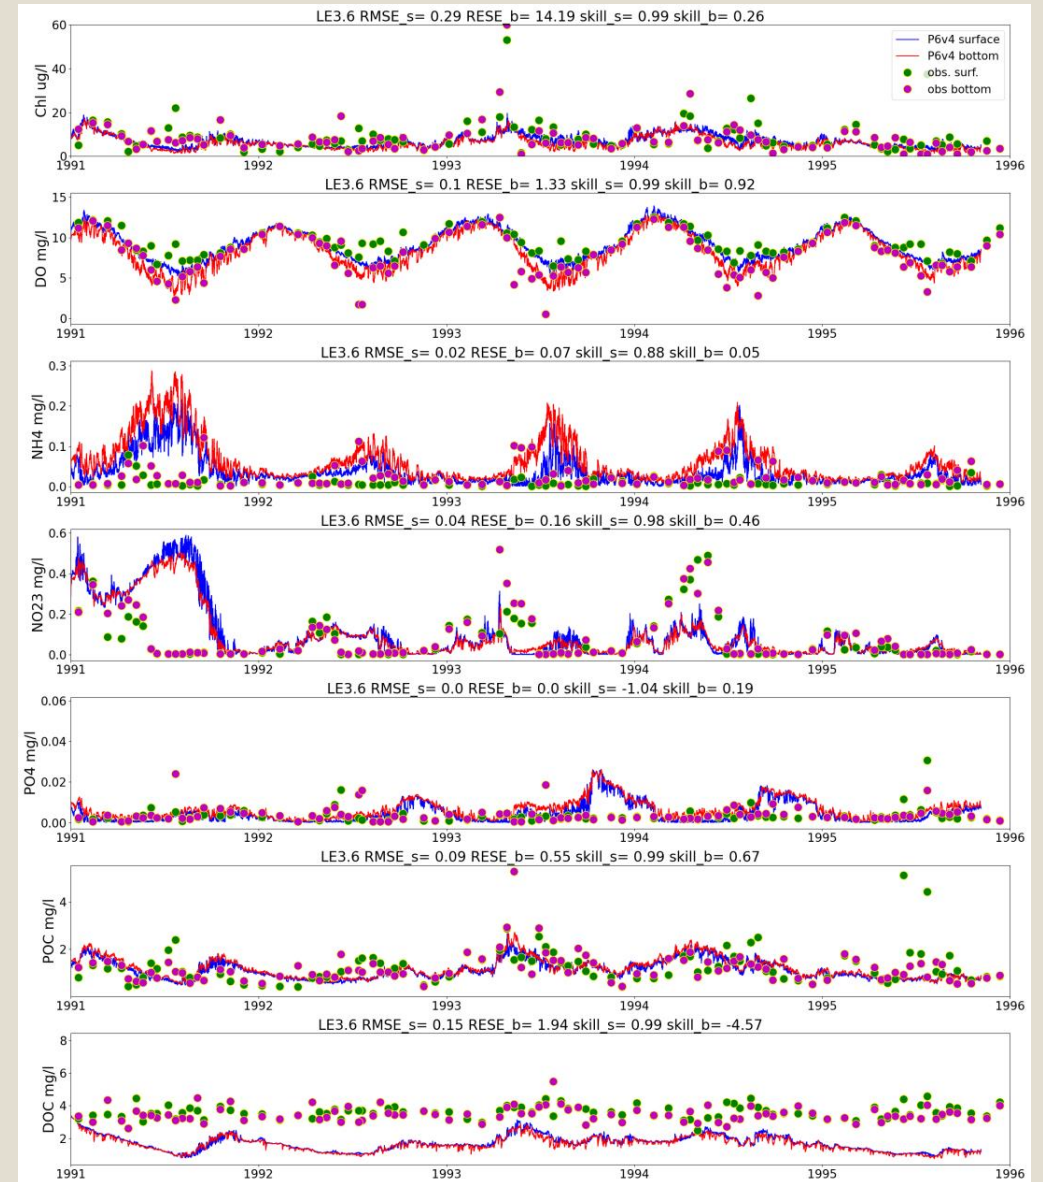 LE3.6 RMSE_s= 0.29 RESE_b= 14.19 skill_s= 0.99 skill_b= 0.26
60
40
20
0
Chl ug/l
P6v4 surface
P6v4 bottom
obs. surf.
obs bottom
1991 1992 1993 1994 1995 1996
LE3.6 RMSE_s= 0.1 RESE_b= 1.33 skill_s= 0.99 skill_b= 0.92
15
10
5
0
DO mg/l
1991 1992 1993 1994 1995 1996
LE3.6 RMSE_s= 0.02 RESE_b= 0.07 skill_s= 0.88 skill_b= 0.05
0.3
0.2
0.1
0.0
NH4 mg/l
1991 1992 1993 1994 1995 1996
LE3.6 RMSE_s= 0.04 RESE_b= 0.16 skill_s= 0.98 skill_b= 0.46
0.6
0.4
0.2
0.0
NO23 mg/l
1991 1992 1993 1994 1995 1996
LE3.6 RMSE_s= 0.0 RESE_b= 0.0 skill_s= -1.04 skill_b= 0.19
0.06
0.04
0.02
0.00
PO4 mg/l
1991 1992 1993 1994 1995 1996
LE3.6 RMSE_s= 0.09 RESE_b= 0.55 skill_s= 0.99 skill_b= 0.67
4
2
POC mg/l
1991 1992 1993 1994 1995 1996
LE3.6 RMSE_s= 0.15 RESE_b= 1.94 skill_s= 0.99 skill_b= -4.57
8
6
4
2
DOC mg/l
1991 1992 1993 1994 1995 1996